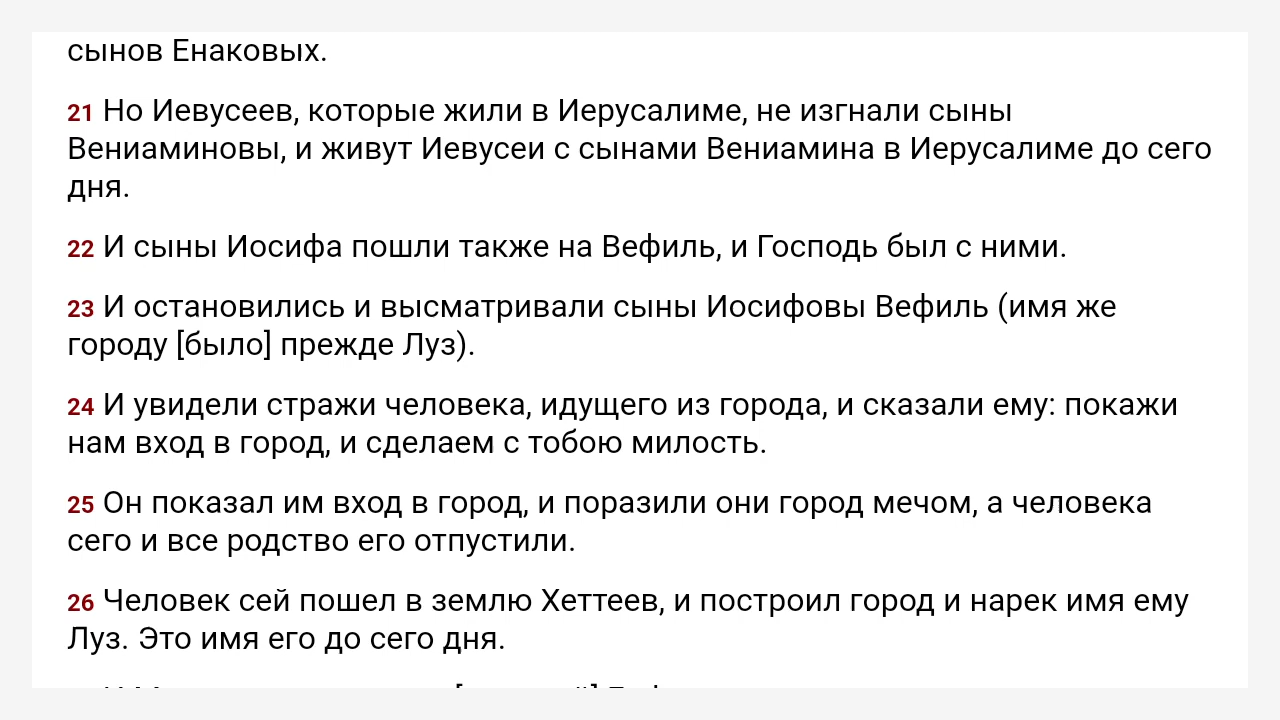 сынов Енаковых.
21 Но Иевусеев, которые жили в Иерусалиме, не изгнали сыны
Вениаминовы, и живут Иевусеи с сынами Вениамина в Иерусалиме до сего
дня.
22 И сыны Иосифа пошли также на Вефиль, и Господь был с ними.
23 И остановились и высматривали сыны Иосифовы Вефиль (имя же
городу [было] прежде Луз).
24 И увидели стражи человека, идущего из города, и сказали ему: покажи
нам вход в город, и сделаем с тобою милость.
25 Он показал им вход в город, и поразили они город мечом, а человека
сего и все родство его отпустили.
26 Человек сей пошел в землю Хеттеев, и построил город и нарек имя ему
Луз. Это имя его до сего дня.